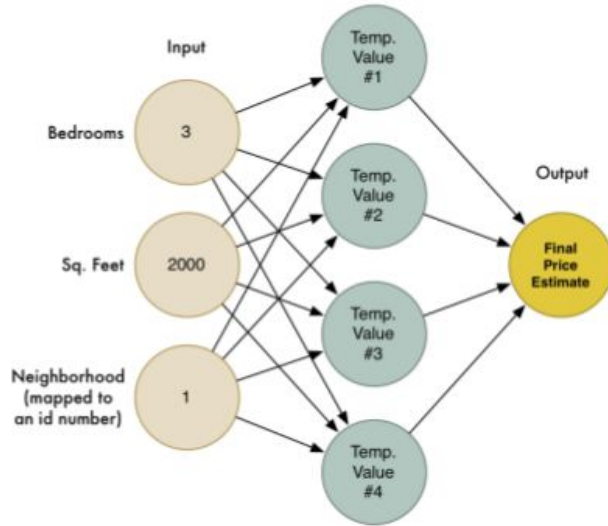 Input
Bedrooms
3
Sq. Feet
2000
Neighborhood
(mapped to
an id number)
1
Temp.
Value
#1
Temp.
Value
#2
Temp.
Value
#3
Temp.
Value
#4
Output
Final
Price
Estimate